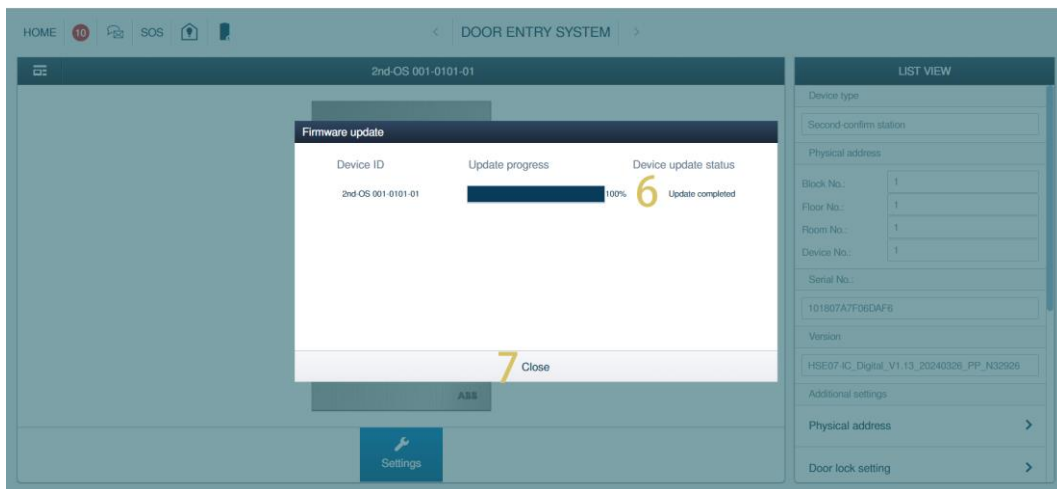 HOME 10 SOS < DOOR ENTRY SYSTEM >
2nd-OS 001-0101-01
LIST VIEW
Device type
Second-confirm station
Physical address
Block No.: 1
Floor No.: 1
Room No.: 1
Device No.: 1
Serial No.:
101807A7F06DAF6
Version
HSE07-IC_Digital_V1.13_20240326_PP_N32926
Additional settings
Physical address >
Door lock setting >
Firmware update
Device ID Update progress Device update status
2nd-OS 001-0101-01 100% 6 Update completed
7 Close
ABB
Settings